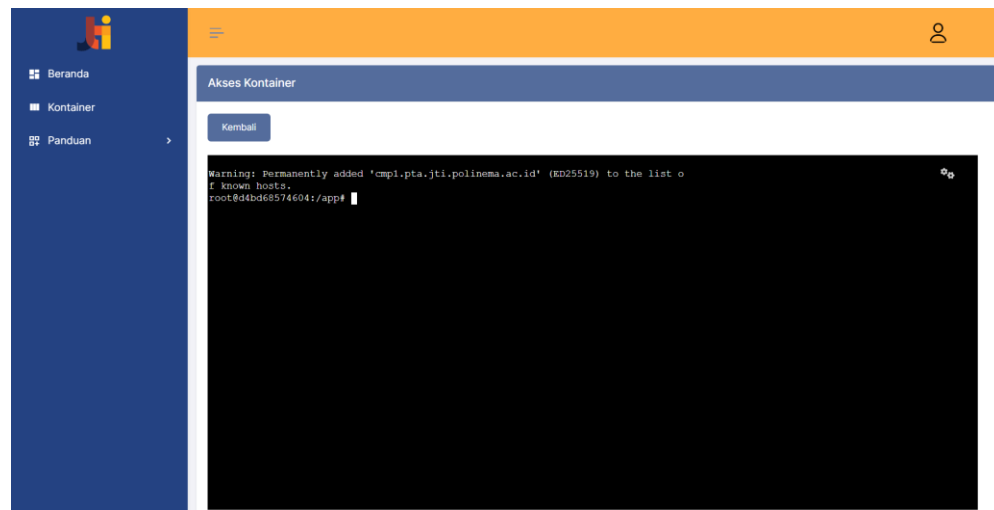 Jti
Beranda
Kontainer
Panduan
Akses Kontainer
Kembali
Warning: Permanently added 'cmp1.pta.jti.polinema.ac.id' (ED25519) to the list o
f known hosts.
root@d4bd68574604:/app#